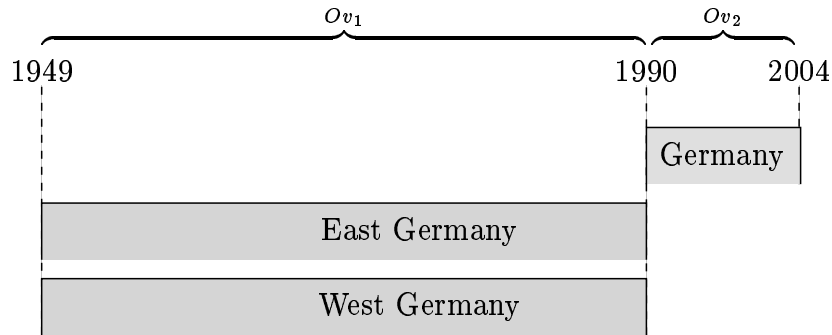 Ov₁ Ov₂
1949 1990 2004
Germany
East Germany
West Germany